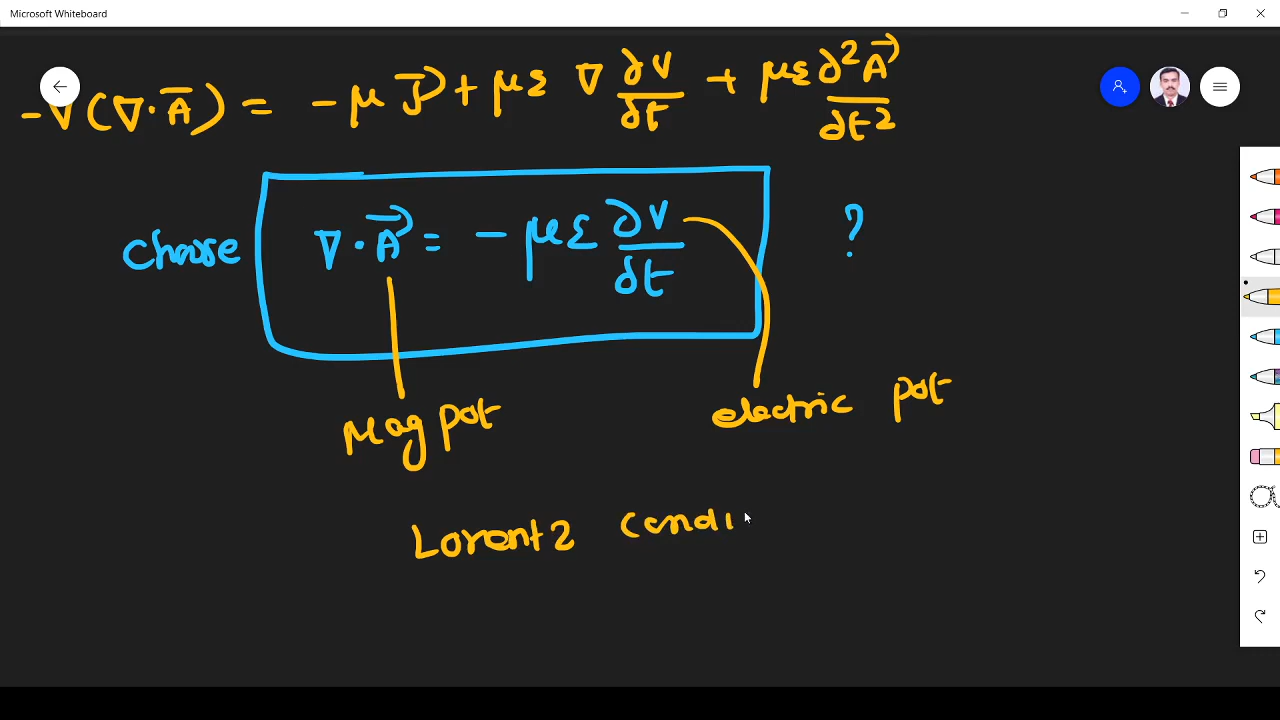 Microsoft Whiteboard
-∇(∇·A̅) = -μJ⃗ + με ∇ ∂V/∂t + με ∂²A⃗/∂t²
Choose ∇·A⃗ = -με ∂V/∂t ?
Mag pot electric pot
Lorentz Condi